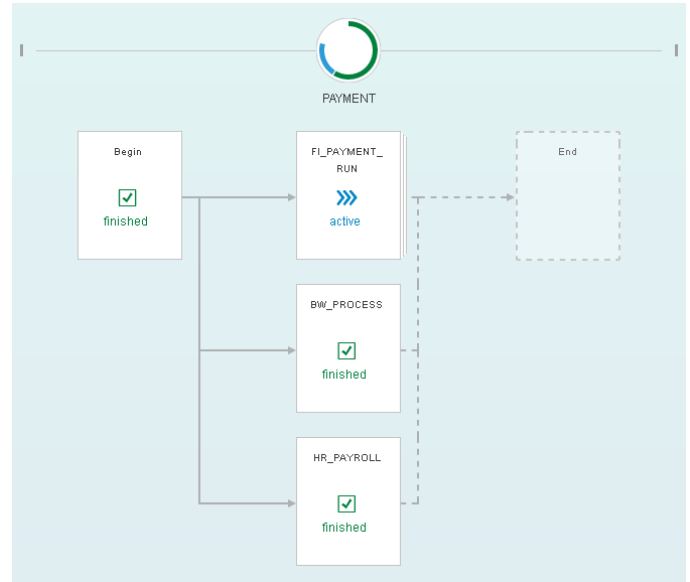 PAYMENT
Begin
finished
FI_PAYMENT_
RUN
active
End
BW_PROCESS
finished
HR_PAYROLL
finished